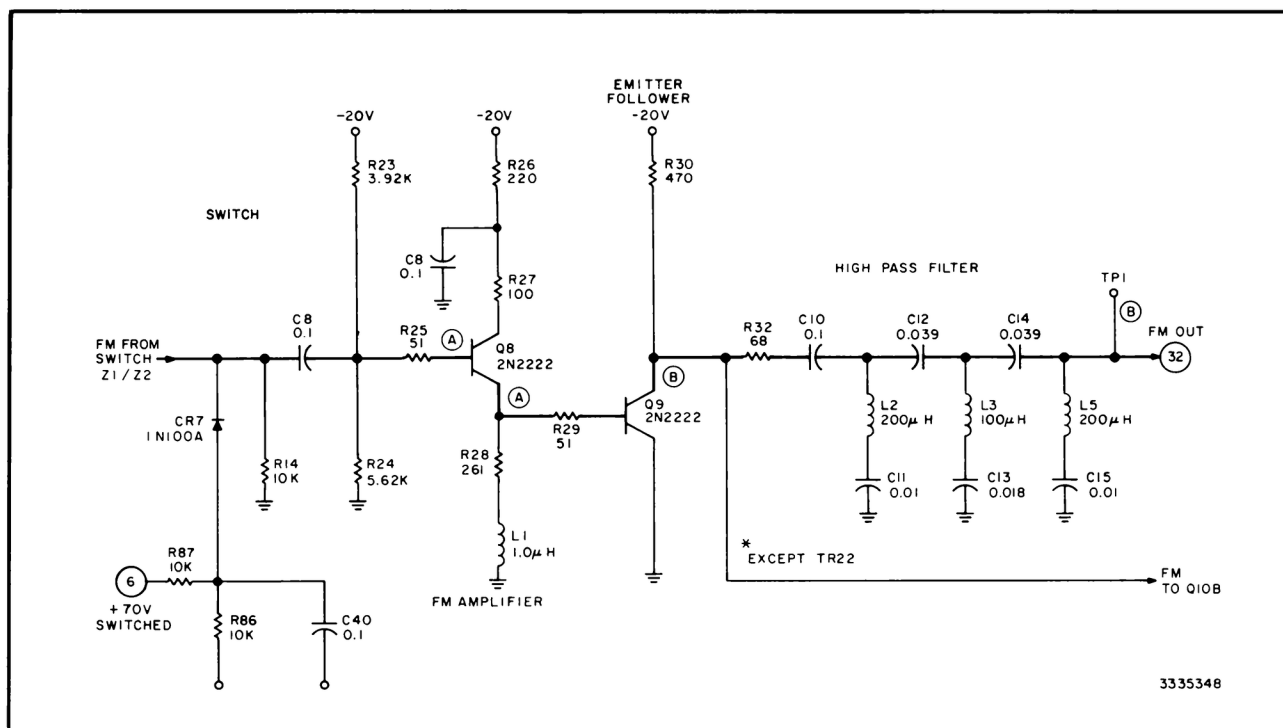 EMITTER
FOLLOWER
-20V
-20V
-20V
R23
3.92K
R26
220
R30
470
SWITCH
C8
0.1
R27
100
HIGH PASS FILTER
TP1
B
FM FROM
SWITCH
Z1/Z2
C8
0.1
R25
51
A
Q8
2N2222
A
B
R32
68
C10
0.1
C12
0.039
C14
0.039
FM OUT
32
CR7
1N100A
R14
10K
R24
5.62K
R28
261
R29
51
Q9
2N2222
L2
200µH
L3
100µH
L5
200µH
C11
0.01
C13
0.018
C15
0.01
L1
1.0µH
* EXCEPT TR22
FM AMPLIFIER
FM
TO Q10B
6
+70V
SWITCHED
R87
10K
R86
10K
C40
0.1
3335348